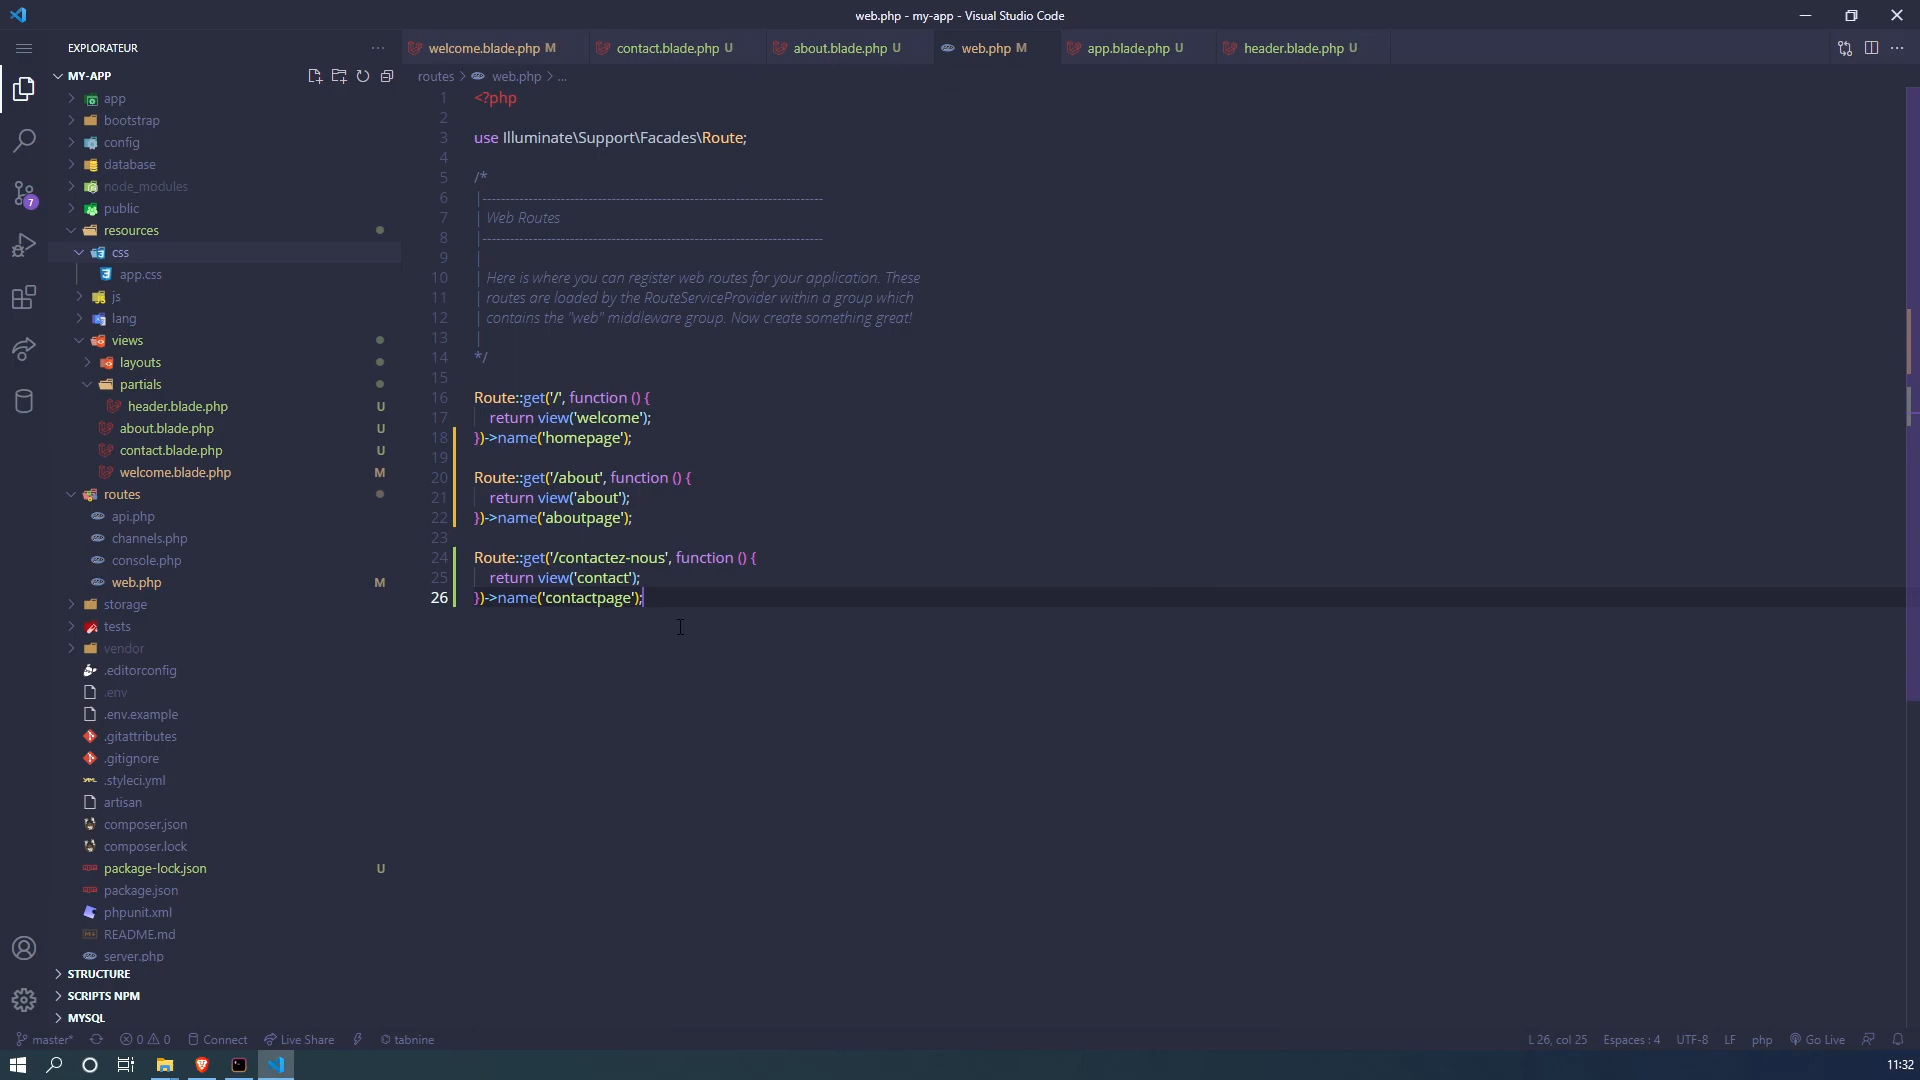 web.php - my-app - Visual Studio Code
EXPLORATEUR
MY-APP
app
bootstrap
config
database
node_modules
public
resources
css
app.css
js
lang
views
layouts
partials
header.blade.php U
about.blade.php U
contact.blade.php U
welcome.blade.php M
routes
api.php
channels.php
console.php
web.php M
storage
tests
vendor
.editorconfig
.env
.env.example
.gitattributes
.gitignore
.styleci.yml
artisan
composer.json
composer.lock
package-lock.json U
package.json
phpunit.xml
README.md
server.php
STRUCTURE
SCRIPTS NPM
MYSQL
7
welcome.blade.php M
contact.blade.php U
about.blade.php U
web.php M
app.blade.php U
header.blade.php U
routes > web.php > ...
1 <?php
2
3 use Illuminate\Support\Facades\Route;
4
5 /*
6 |--------------------------------------------------------------------------
7 | Web Routes
8 |--------------------------------------------------------------------------
9 |
10 | Here is where you can register web routes for your application. These
11 | routes are loaded by the RouteServiceProvider within a group which
12 | contains the "web" middleware group. Now create something great!
13 |
14 */
15
16 Route::get('/', function () {
17 return view('welcome');
18 })->name('homepage');
19
20 Route::get('/about', function () {
21 return view('about');
22 })->name('aboutpage');
23
24 Route::get('/contactez-nous', function () {
25 return view('contact');
26 })->name('contactpage');
master* 0 0 Connect Live Share tabnine
L 26, col 25 Espaces : 4 UTF-8 LF php Go Live
11:32